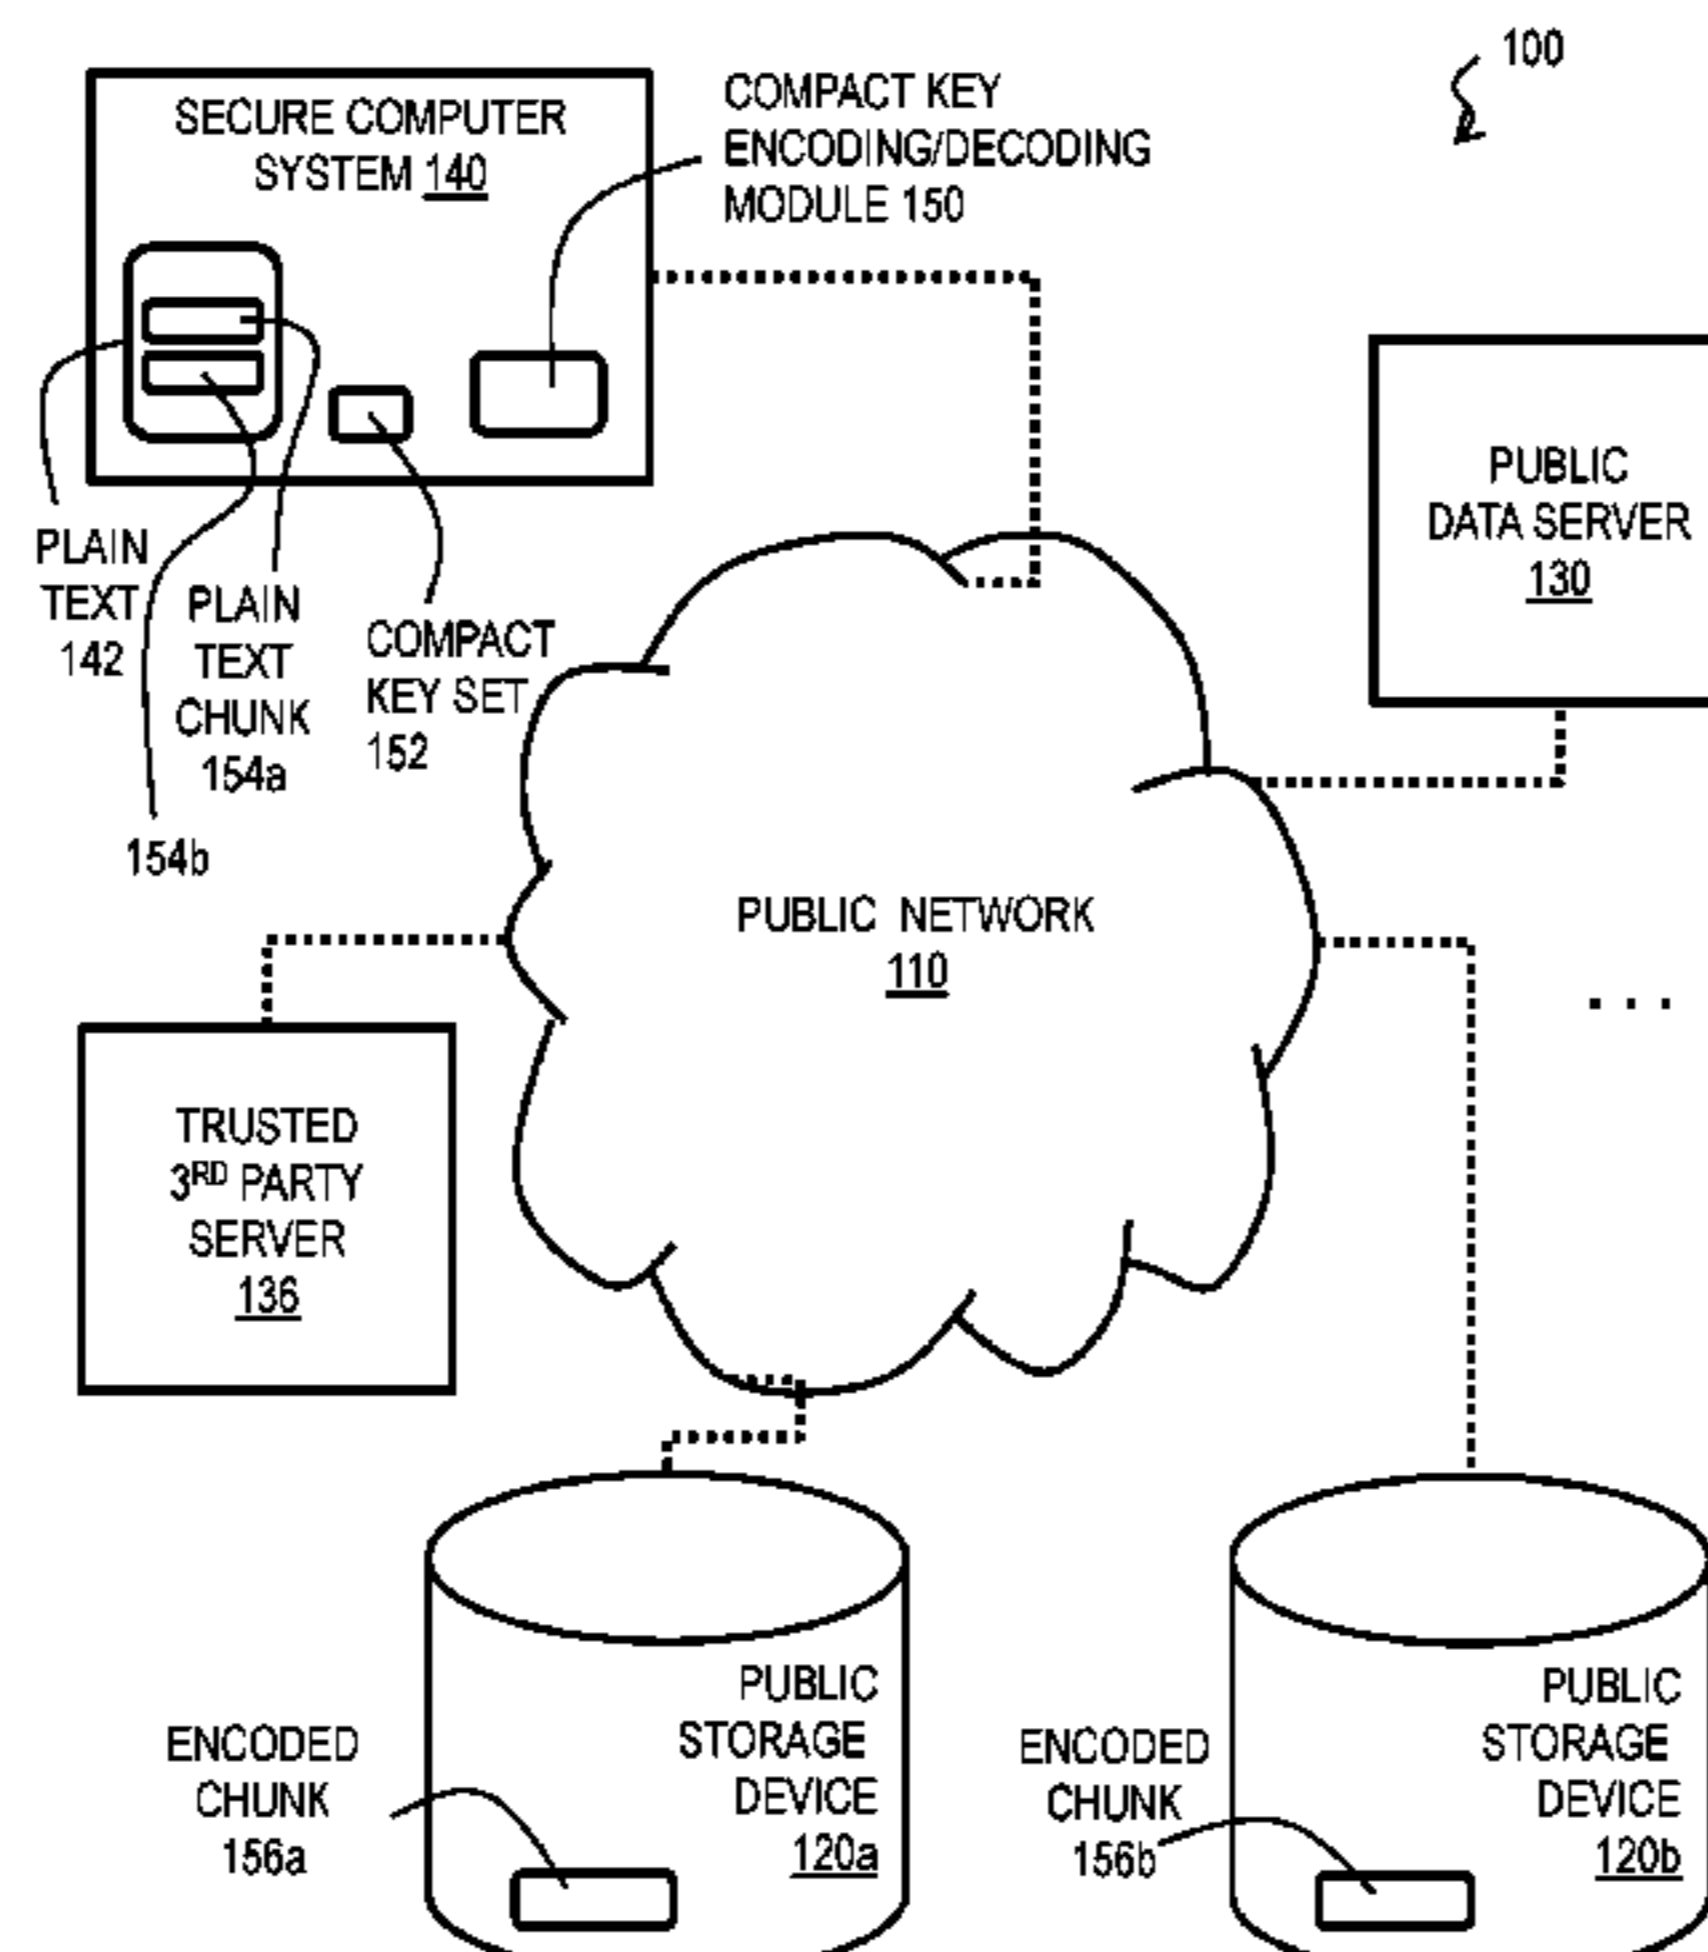 100
SECURE COMPUTER
SYSTEM 140
COMPACT KEY
ENCODING/DECODING
MODULE 150
PLAIN
TEXT
142
PLAIN
TEXT
CHUNK
154a
154b
COMPACT
KEY SET
152
PUBLIC
DATA SERVER
130
PUBLIC NETWORK
110
. . .
TRUSTED
3RD PARTY
SERVER
136
PUBLIC
STORAGE
DEVICE
120a
ENCODED
CHUNK
156a
PUBLIC
STORAGE
DEVICE
120b
ENCODED
CHUNK
156b